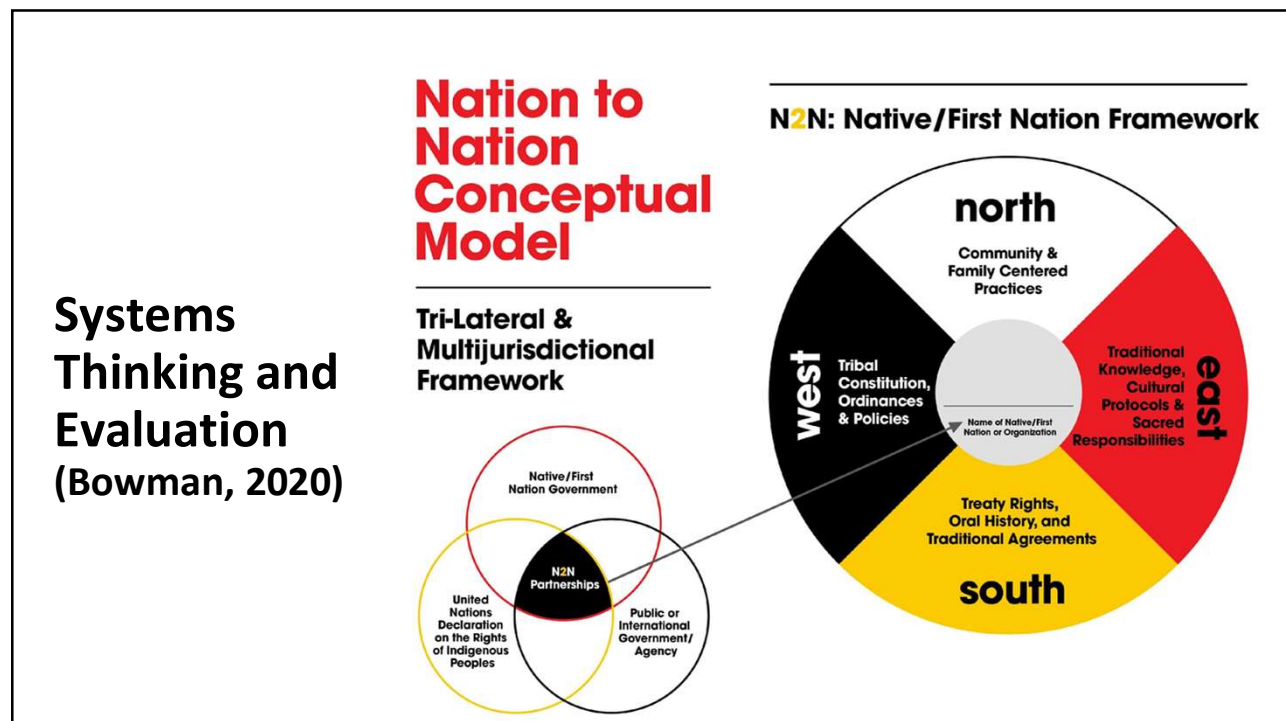 Systems
Thinking and
Evaluation
(Bowman, 2020)
Nation to
Nation
Conceptual
Model
Tri-Lateral &
Multijurisdictional
Framework
Native/First
Nation Government
N2N
Partnerships
United
Nations
Declaration
on the Rights
of Indigenous
Peoples
Public or
International
Government/
Agency
N2N: Native/First Nation Framework
north
Community &
Family Centered
Practices
west
Tribal
Constitution,
Ordinances
& Policies
Name of Native/First
Nation or Organization
Traditional
Knowledge,
Cultural
Protocols &
Sacred
Responsibilities
east
Treaty Rights,
Oral History, and
Traditional Agreements
south